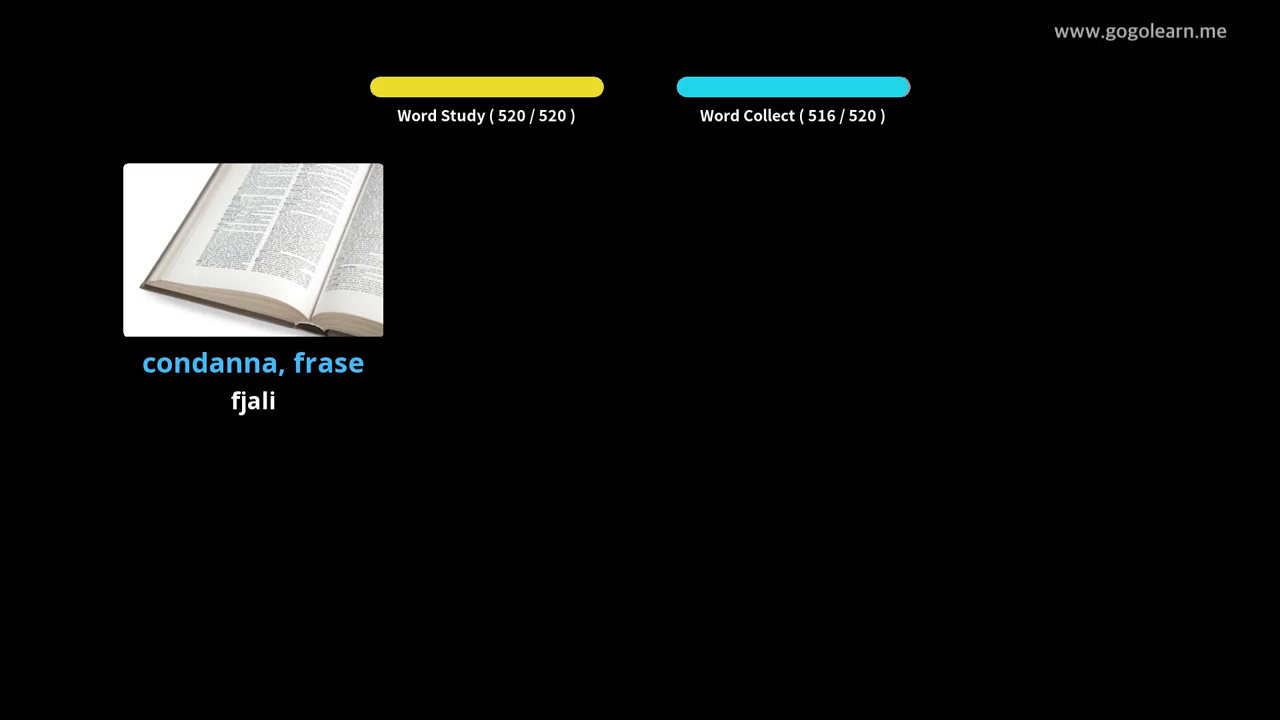 www.gogolearn.me
Word Study ( 520 / 520 )
Word Collect ( 516 / 520 )
condanna, frase
fjali